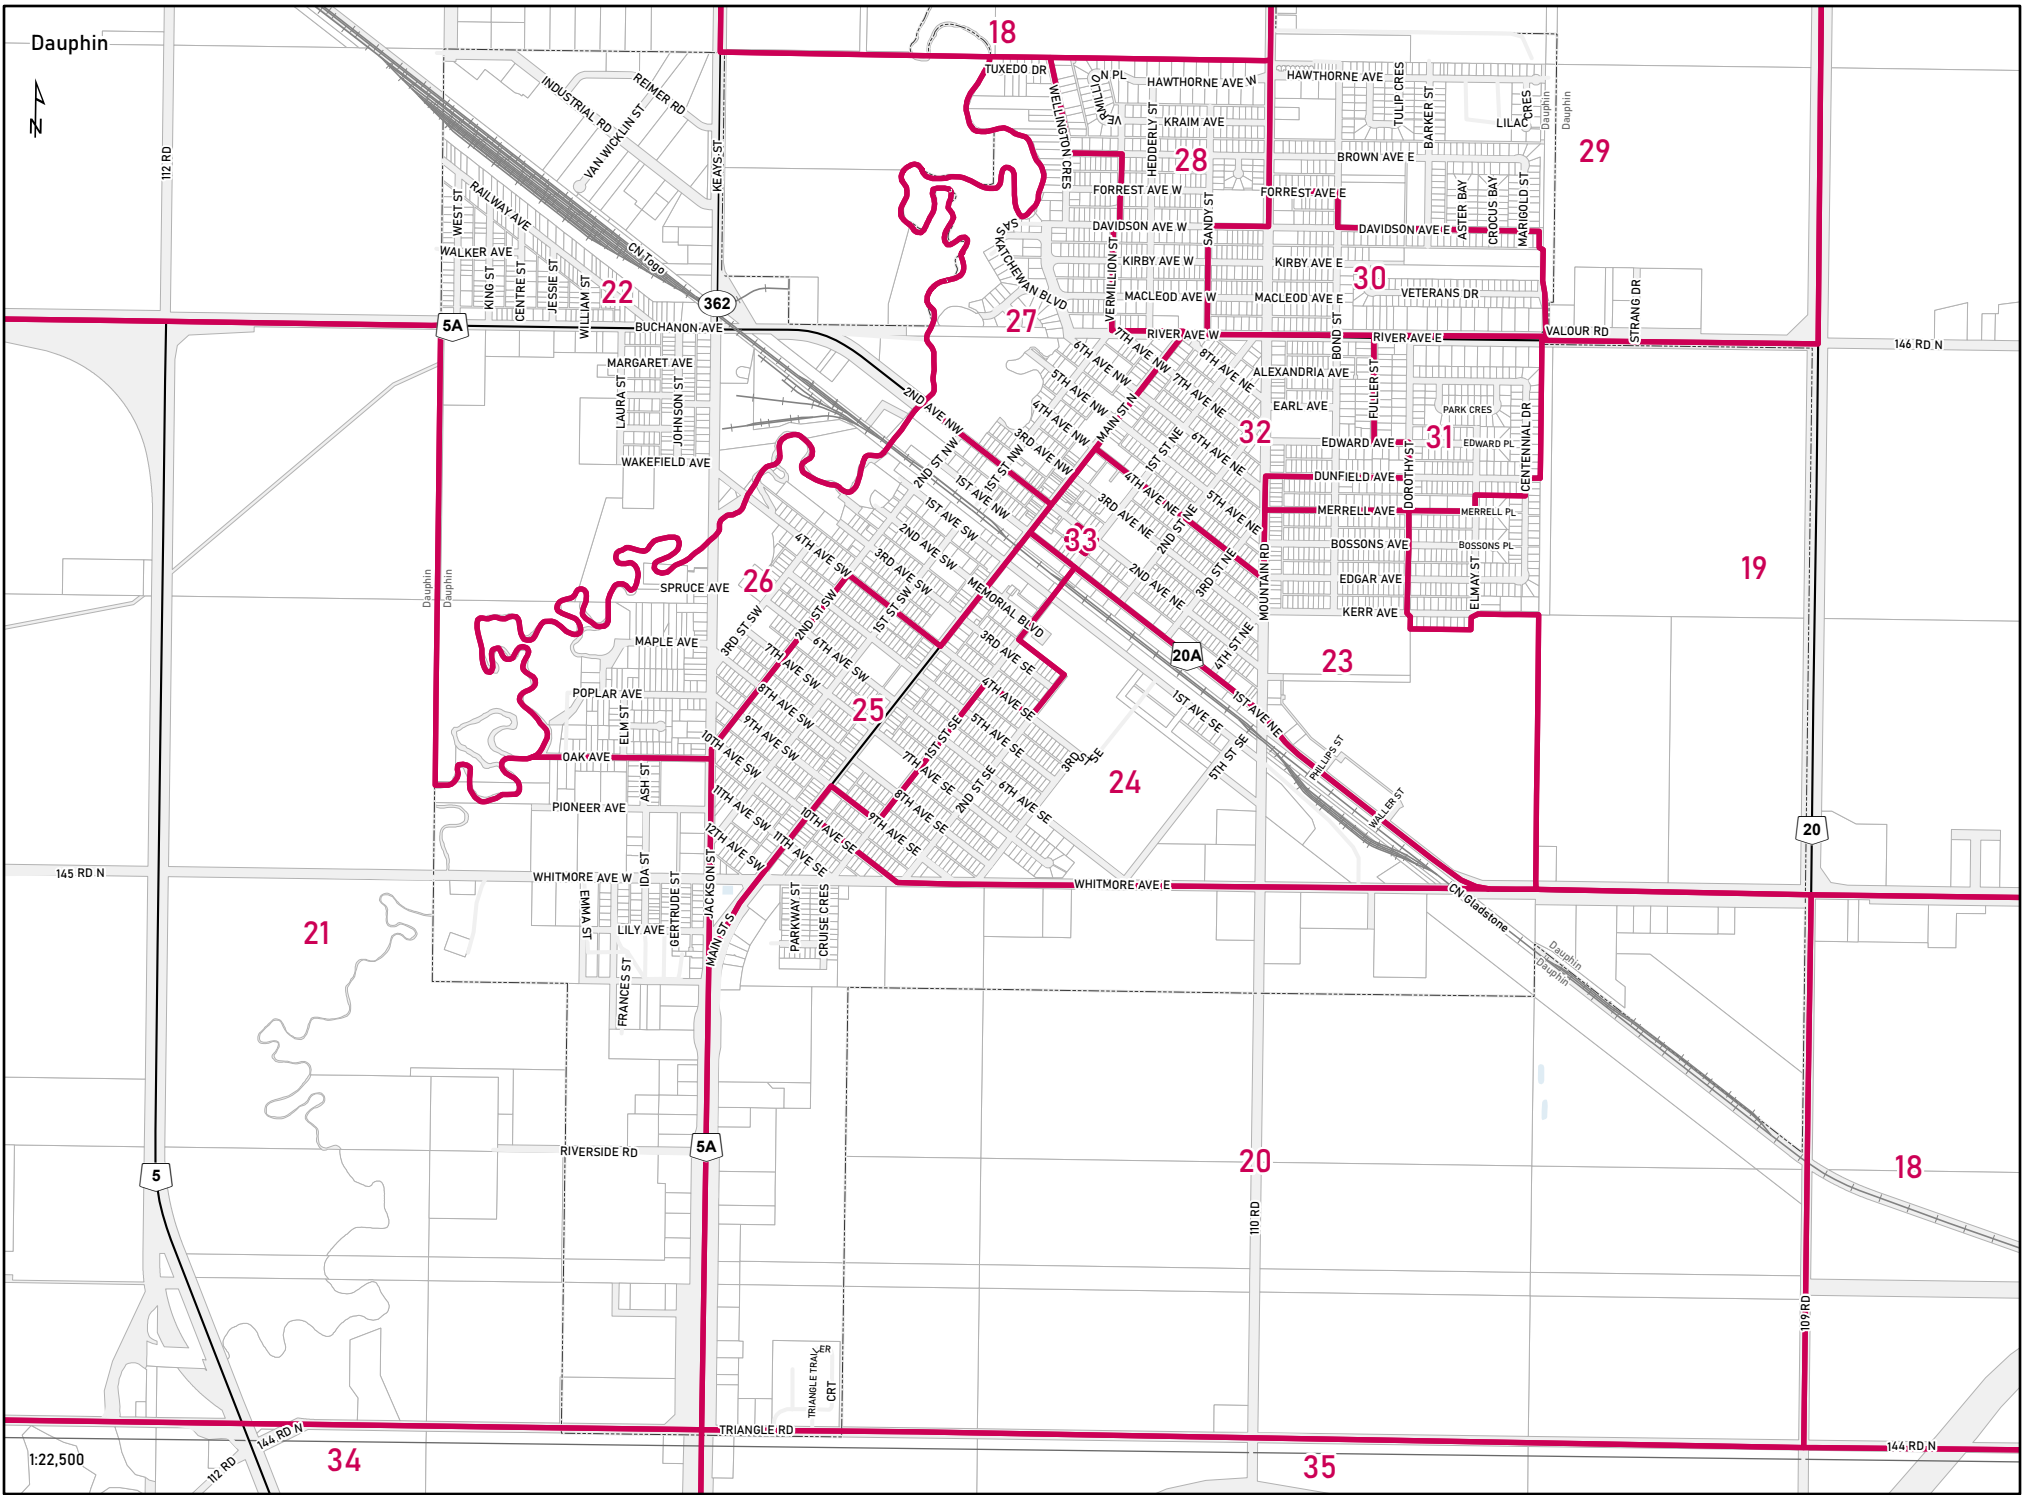 Dauphin
N
18
TUXEDO DR
N PL
VERMILLIO
HAWTHORNE AVE W
HAWTHORNE AVE
TULIP CRES
BARKER ST
LILAC CRES
Dauphin
Dauphin
29
REIMER RD
INDUSTRIAL RD
VAN WICKLIN ST
KEAYS ST
WELLINGTON CRES
HEDDERLY ST
KRAIM AVE
28
BROWN AVE E
112 RD
WEST ST
RAILWAY AVE
FORREST AVE W
FORREST AVE E
SANDY ST
ASTER BAY
CROCUS BAY
MARIGOLD ST
DAVIDSON AVE W
DAVIDSON AVE E
SASKATCHEWAN BLVD
WALKER AVE
CN Togo
KIRBY AVE W
KIRBY AVE E
30
KING ST
CENTRE ST
JESSIE ST
WILLIAM ST
22
362
VERMILLION ST
MACLEOD AVE W
MACLEOD AVE E
VETERANS DR
STRANG DR
27
5A
BUCHANON AVE
RIVER AVE W
BOND ST
RIVER AVE E
VALOUR RD
146 RD N
MARGARET AVE
LAURA ST
JOHNSON ST
6TH AVE NW
7TH AVE NW
8TH AVE NE
7TH AVE NE
ALEXANDRIA AVE
FULLER ST
5TH AVE NW
4TH AVE NW
MAIN ST N
EARL AVE
PARK CRES
CENTENNIAL DR
2ND AVE NW
3RD AVE NW
1ST ST NE
6TH AVE NE
32
EDWARD AVE
31
EDWARD PL
WAKEFIELD AVE
2ND ST NW
1ST ST NW
1ST AVE NW
4TH AVE NE
5TH AVE NE
DUNFIELD AVE
DOROTHY ST
1ST AVE SW
3RD AVE NE
2ND ST NE
MERRELL AVE
MERRELL PL
2ND AVE SW
33
MOUNTAIN RD
BOSSONS AVE
BOSSONS PL
4TH AVE SW
3RD AVE SW
MEMORIAL BLVD
2ND AVE NE
3RD ST NE
EDGAR AVE
ELMAY ST
19
Dauphin
Dauphin
SPRUCE AVE
26
2ND ST SW
1ST ST SW
KERR AVE
MAPLE AVE
3RD ST SW
6TH AVE SW
3RD AVE SE
20A
4TH ST NE
23
POPLAR AVE
ELM ST
7TH AVE SW
8TH AVE SW
25
4TH AVE SE
1ST AVE SE
1ST AVE NE
OAK AVE
10TH AVE SW
9TH AVE SW
1ST ST SE
5TH AVE SE
3RD ST SE
5TH ST SE
PHILLIPS ST
ASH ST
7TH AVE SE
2ND ST SE
6TH AVE SE
24
PIONEER AVE
11TH AVE SW
10TH AVE SE
8TH AVE SE
9TH AVE SE
WALLER ST
20
12TH AVE SW
11TH AVE SE
145 RD N
WHITMORE AVE W
WHITMORE AVE E
EMMA ST
IDA ST
GERTRUDE ST
JACKSON ST
MAIN ST S
PARKWAY ST
CRUISE CRES
CN Gladstone
LILY AVE
21
Dauphin
Dauphin
FRANCES ST
RIVERSIDE RD
5A
5
20
18
110 RD
109 RD
TRIANGLE TRAILER
CRT
TRIANGLE RD
144 RD N
144 RD N
1:22,500
112 RD
34
35